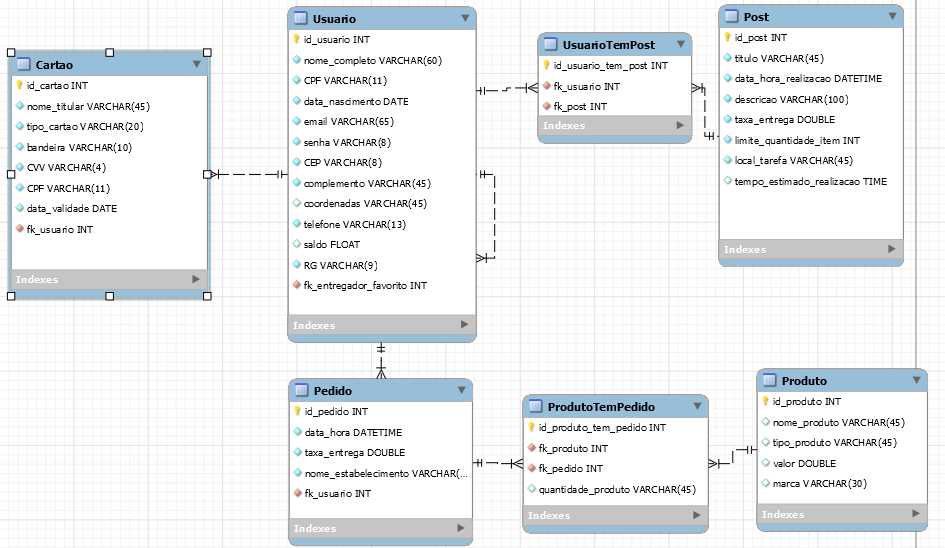 Cartao
id_cartao INT
nome_titular VARCHAR(45)
tipo_cartao VARCHAR(20)
bandeira VARCHAR(10)
CVV VARCHAR(4)
CPF VARCHAR(11)
data_validade DATE
fk_usuario INT
Indexes
Usuario
id_usuario INT
nome_completo VARCHAR(60)
CPF VARCHAR(11)
data_nascimento DATE
email VARCHAR(65)
senha VARCHAR(8)
CEP VARCHAR(8)
complemento VARCHAR(45)
coordenadas VARCHAR(45)
telefone VARCHAR(13)
saldo FLOAT
RG VARCHAR(9)
fk_entregador_favorito INT
Indexes
UsuarioTemPost
id_usuario_tem_post INT
fk_usuario INT
fk_post INT
Indexes
Post
id_post INT
titulo VARCHAR(45)
data_hora_realizacao DATETIME
descricao VARCHAR(100)
taxa_entrega DOUBLE
limite_quantidade_item INT
local_tarefa VARCHAR(45)
tempo_estimado_realizacao TIME
Indexes
Pedido
id_pedido INT
data_hora DATETIME
taxa_entrega DOUBLE
nome_estabelecimento VARCHAR(...
fk_usuario INT
Indexes
ProdutoTemPedido
id_produto_tem_pedido INT
fk_produto INT
fk_pedido INT
quantidade_produto VARCHAR(45)
Indexes
Produto
id_produto INT
nome_produto VARCHAR(45)
tipo_produto VARCHAR(45)
valor DOUBLE
marca VARCHAR(30)
Indexes